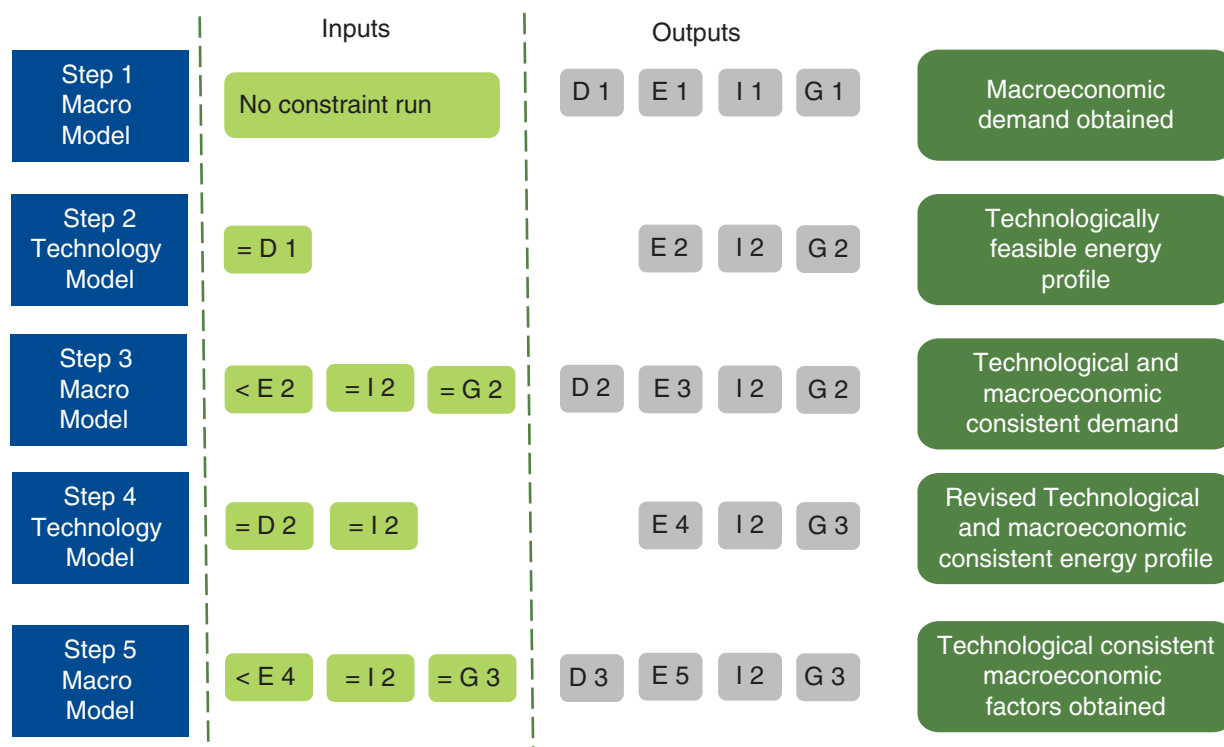 Inputs
Outputs
Step 1
Macro
Model
No constraint run
D 1
E 1
I 1
G 1
Macroeconomic
demand obtained
Step 2
Technology
Model
= D 1
E 2
I 2
G 2
Technologically
feasible energy
profile
Step 3
Macro
Model
< E 2
= I 2
= G 2
D 2
E 3
I 2
G 2
Technological and
macroeconomic
consistent demand
Step 4
Technology
Model
= D 2
= I 2
E 4
I 2
G 3
Revised Technological
and macroeconomic
consistent energy profile
Step 5
Macro
Model
< E 4
= I 2
= G 3
D 3
E 5
I 2
G 3
Technological consistent
macroeconomic
factors obtained